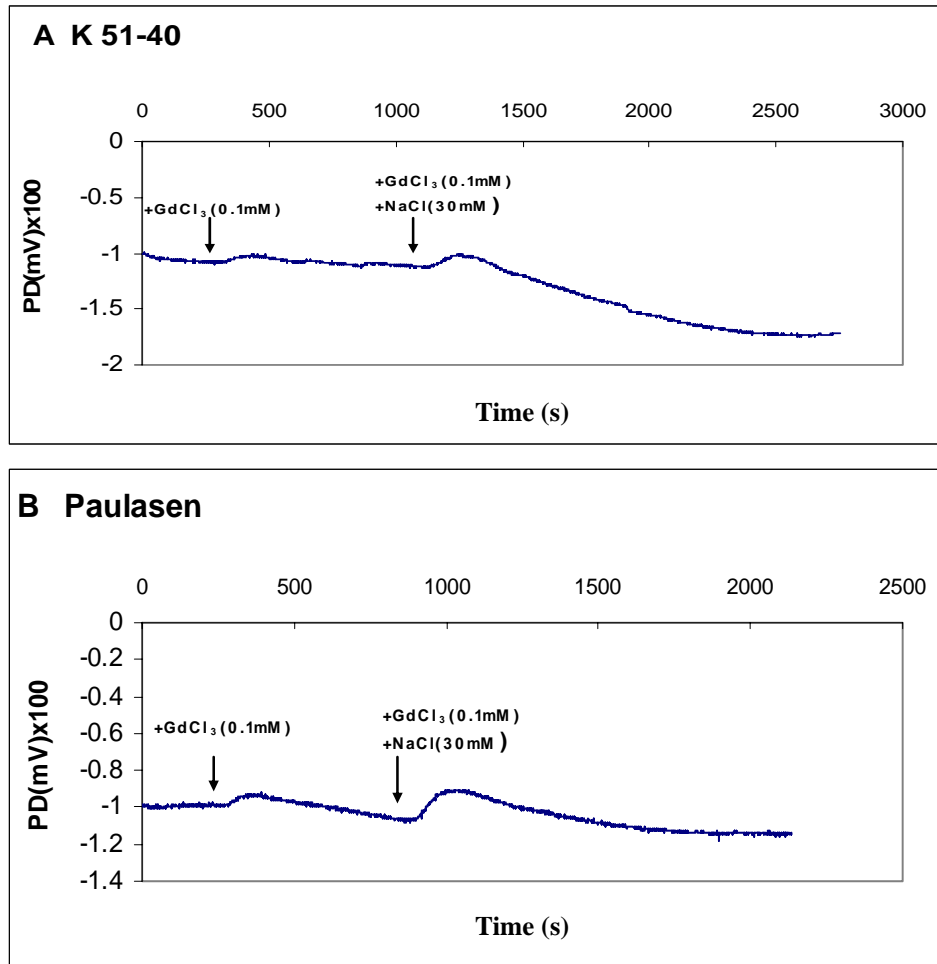 A K 51-40
0 500 1000 1500 2000 2500 3000
0
-0.5
-1
-1.5
-2
PD(mV)x100
+GdCl₃(0.1mM)
+GdCl₃(0.1mM)
+NaCl(30mM)
Time (s)
B Paulasen
0 500 1000 1500 2000 2500
0
-0.2
-0.4
-0.6
-0.8
-1
-1.2
-1.4
PD(mV)x100
+GdCl₃(0.1mM)
+GdCl₃(0.1mM)
+NaCl(30mM)
Time (s)